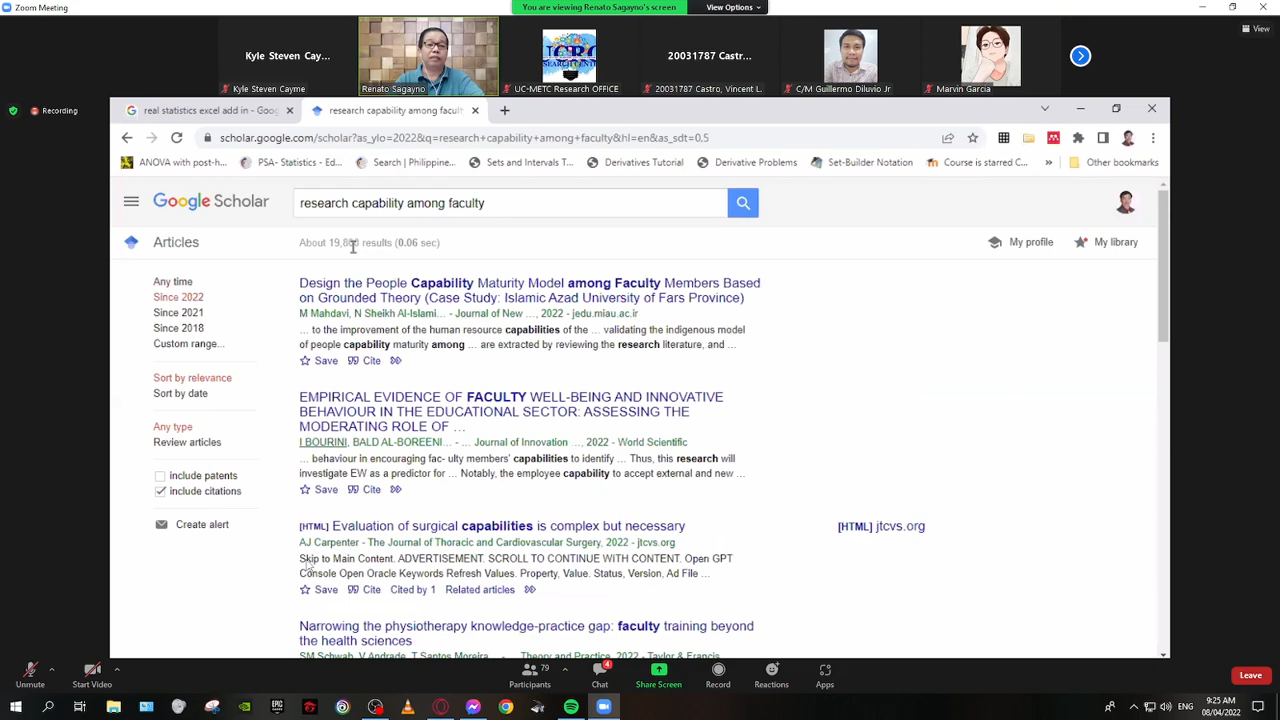 Zoom Meeting
You are viewing Renato Sagayno's screen
View Options
View
Recording
Kyle Steven Cay...
20031787 Castr...
Kyle Steven Cayme
Renato Sagayno
UC-METC Research OFFICE
20031787 Castro, Vincent L.
C/M Guillermo Diluvio Jr
Marvin Garcia
real statistics excel add in - Goog
research capability among facult
scholar.google.com/scholar?as_ylo=2022&q=research+capability+among+faculty&hl=en&as_sdt=0,5
ANOVA with post-h...
PSA- Statistics - Ed...
Search | Philippine...
Sets and Intervals T...
Derivatives Tutorial
Derivative Problems
Set-Builder Notation
Course is starred C...
Other bookmarks
Google Scholar
research capability among faculty
Articles
About 19,800 results (0.06 sec)
My profile
My library
Any time
Since 2022
Since 2021
Since 2018
Custom range...
Sort by relevance
Sort by date
Any type
Review articles
include patents
include citations
Create alert
Design the People Capability Maturity Model among Faculty Members Based
on Grounded Theory (Case Study: Islamic Azad University of Fars Province)
M Mahdavi, N Sheikh Al-Islami... - Journal of New ..., 2022 - jedu.miau.ac.ir
... to the improvement of the human resource capabilities of the ... validating the indigenous model
of people capability maturity among ... are extracted by reviewing the research literature, and ...
Save Cite
EMPIRICAL EVIDENCE OF FACULTY WELL-BEING AND INNOVATIVE
BEHAVIOUR IN THE EDUCATIONAL SECTOR: ASSESSING THE
MODERATING ROLE OF ...
I BOURINI, BALD AL-BOREENI... - ... Journal of Innovation ..., 2022 - World Scientific
... behaviour in encouraging fac- ulty members' capabilities to identify ... Thus, this research will
investigate EW as a predictor for ... Notably, the employee capability to accept external and new ...
Save Cite
[HTML] Evaluation of surgical capabilities is complex but necessary
[HTML] jtcvs.org
AJ Carpenter - The Journal of Thoracic and Cardiovascular Surgery, 2022 - jtcvs.org
Skip to Main Content. ADVERTISEMENT. SCROLL TO CONTINUE WITH CONTENT. Open GPT
Console Open Oracle Keywords Refresh Values. Property, Value. Status, Version, Ad File ...
Save Cite Cited by 1 Related articles
Narrowing the physiotherapy knowledge-practice gap: faculty training beyond
the health sciences
SM Schwab, V Andrade, T Santos Moreira... - ... Theory and Practice, 2022 - Taylor & Francis
Unmute
Start Video
79
Participants
4
Chat
Share Screen
Record
Reactions
Apps
Leave
9:25 AM
08/04/2022